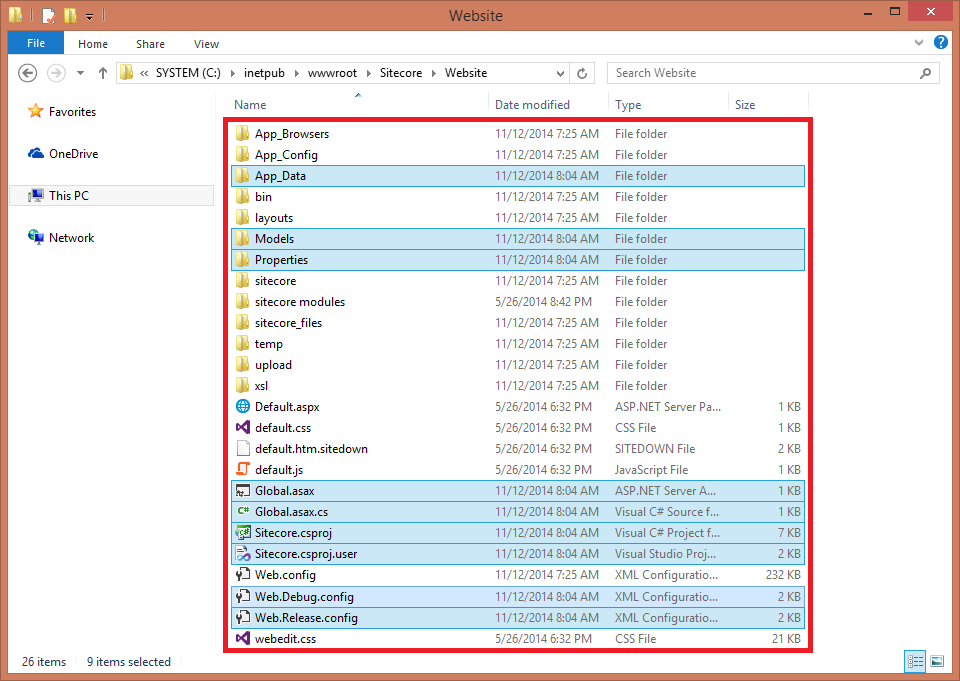 Website
File Home Share View
« SYSTEM (C:) inetpub wwwroot Sitecore Website Search Website
Name Date modified Type Size
Favorites
OneDrive
This PC
Network
App_Browsers 11/12/2014 7:25 AM File folder
App_Config 11/12/2014 7:25 AM File folder
App_Data 11/12/2014 8:04 AM File folder
bin 11/12/2014 7:25 AM File folder
layouts 11/12/2014 7:25 AM File folder
Models 11/12/2014 8:04 AM File folder
Properties 11/12/2014 8:04 AM File folder
sitecore 11/12/2014 7:25 AM File folder
sitecore modules 5/26/2014 8:42 PM File folder
sitecore_files 11/12/2014 7:25 AM File folder
temp 11/12/2014 7:25 AM File folder
upload 11/12/2014 7:25 AM File folder
xsl 11/12/2014 7:25 AM File folder
Default.aspx 5/26/2014 6:32 PM ASP.NET Server Pa... 1 KB
default.css 5/26/2014 6:32 PM CSS File 1 KB
default.htm.sitedown 5/26/2014 6:32 PM SITEDOWN File 2 KB
default.js 5/26/2014 6:32 PM JavaScript File 1 KB
Global.asax 11/12/2014 8:04 AM ASP.NET Server A... 1 KB
Global.asax.cs 11/12/2014 8:04 AM Visual C# Source f... 1 KB
Sitecore.csproj 11/12/2014 8:04 AM Visual C# Project f... 7 KB
Sitecore.csproj.user 11/12/2014 8:04 AM Visual Studio Proj... 2 KB
Web.config 11/12/2014 7:25 AM XML Configuratio... 232 KB
Web.Debug.config 11/12/2014 8:04 AM XML Configuratio... 2 KB
Web.Release.config 11/12/2014 8:04 AM XML Configuratio... 2 KB
webedit.css 5/26/2014 6:32 PM CSS File 21 KB
26 items 9 items selected